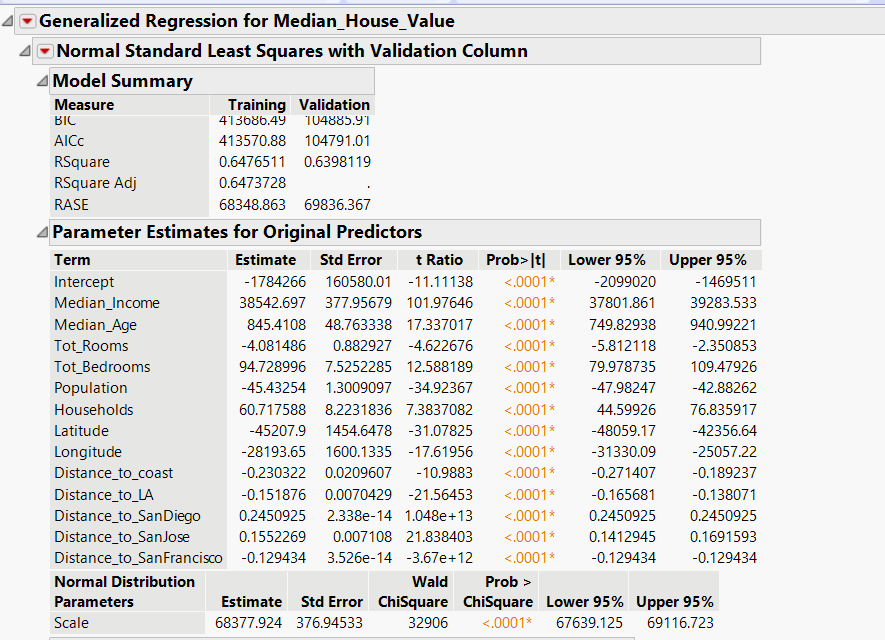 Generalized Regression for Median_House_Value
Normal Standard Least Squares with Validation Column
Model Summary
Measure Training Validation
BIC 413686.49 104885.91
AICc 413570.88 104791.01
RSquare 0.6476511 0.6398119
RSquare Adj 0.6473728 .
RASE 68348.863 69836.367
Parameter Estimates for Original Predictors
Term Estimate Std Error t Ratio Prob>|t| Lower 95% Upper 95%
Intercept -1784266 160580.01 -11.11138 <.0001* -2099020 -1469511
Median_Income 38542.697 377.95679 101.97646 <.0001* 37801.861 39283.533
Median_Age 845.4108 48.763338 17.337017 <.0001* 749.82938 940.99221
Tot_Rooms -4.081486 0.882927 -4.622676 <.0001* -5.812118 -2.350853
Tot_Bedrooms 94.728996 7.5252285 12.588189 <.0001* 79.978735 109.47926
Population -45.43254 1.3009097 -34.92367 <.0001* -47.98247 -42.88262
Households 60.717588 8.2231836 7.3837082 <.0001* 44.59926 76.835917
Latitude -45207.9 1454.6478 -31.07825 <.0001* -48059.17 -42356.64
Longitude -28193.65 1600.1335 -17.61956 <.0001* -31330.09 -25057.22
Distance_to_coast -0.230322 0.0209607 -10.9883 <.0001* -0.271407 -0.189237
Distance_to_LA -0.151876 0.0070429 -21.56453 <.0001* -0.165681 -0.138071
Distance_to_SanDiego 0.2450925 2.338e-14 1.048e+13 <.0001* 0.2450925 0.2450925
Distance_to_SanJose 0.1552269 0.007108 21.838403 <.0001* 0.1412945 0.1691593
Distance_to_SanFrancisco -0.129434 3.526e-14 -3.67e+12 <.0001* -0.129434 -0.129434
Normal Distribution Wald Prob >
Parameters Estimate Std Error ChiSquare ChiSquare Lower 95% Upper 95%
Scale 68377.924 376.94533 32906 <.0001* 67639.125 69116.723